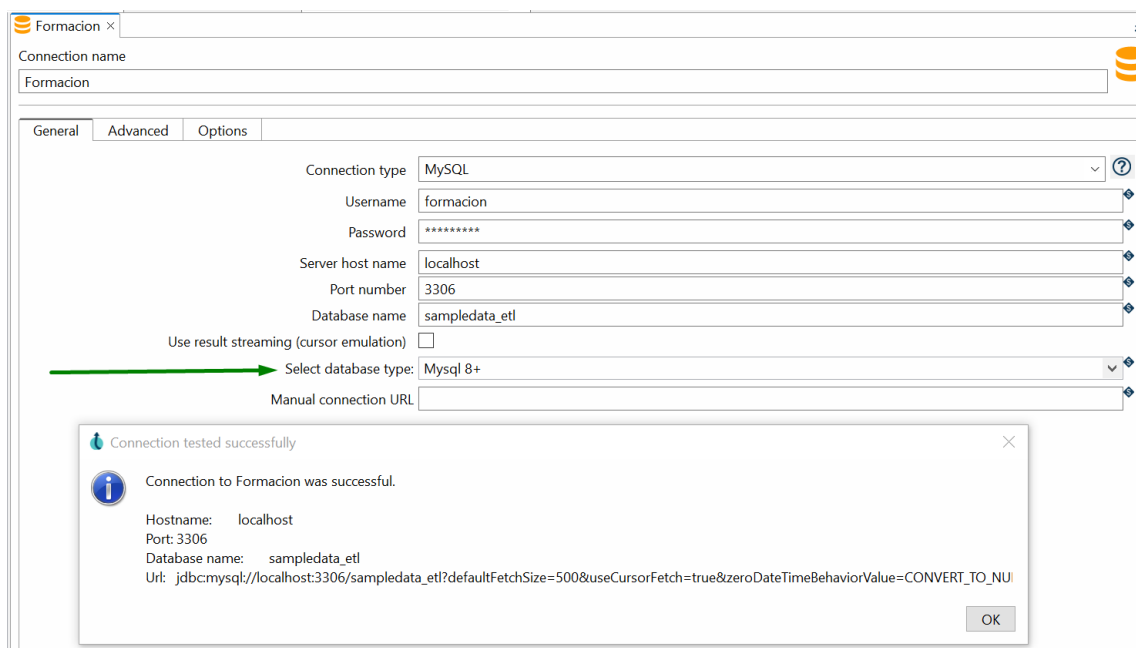 Formacion ×
Connection name
Formacion
General Advanced Options
Connection type MySQL
Username formacion
Password *********
Server host name localhost
Port number 3306
Database name sampledata_etl
Use result streaming (cursor emulation)
Select database type: Mysql 8+
Manual connection URL
Connection tested successfully
Connection to Formacion was successful.
Hostname: localhost
Port: 3306
Database name: sampledata_etl
Url: jdbc:mysql://localhost:3306/sampledata_etl?defaultFetchSize=500&useCursorFetch=true&zeroDateTimeBehaviorValue=CONVERT_TO_NU
OK